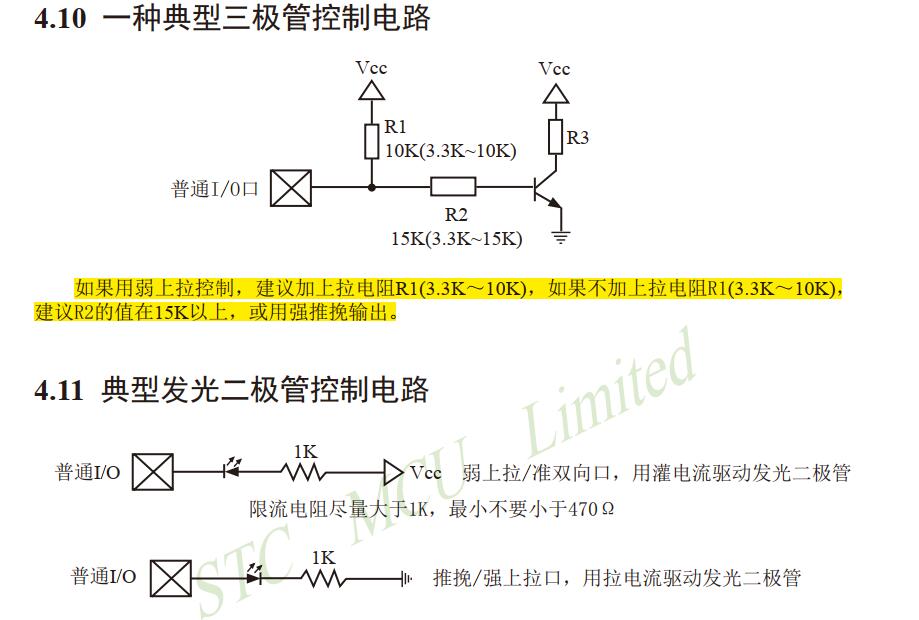 4.10 一种典型三极管控制电路
Vcc
Vcc
R1
10K(3.3K~10K)
R3
普通I/O口
R2
15K(3.3K~15K)
如果用弱上拉控制，建议加上拉电阻R1(3.3K～10K)，如果不加上拉电阻R1(3.3K～10K)，
建议R2的值在15K以上，或用强推挽输出。
4.11 典型发光二极管控制电路
普通I/O
1K
Vcc
弱上拉/准双向口，用灌电流驱动发光二极管
限流电阻尽量大于1K，最小不要小于470Ω
普通I/O
1K
推挽/强上拉口，用拉电流驱动发光二极管
STC MCU Limited